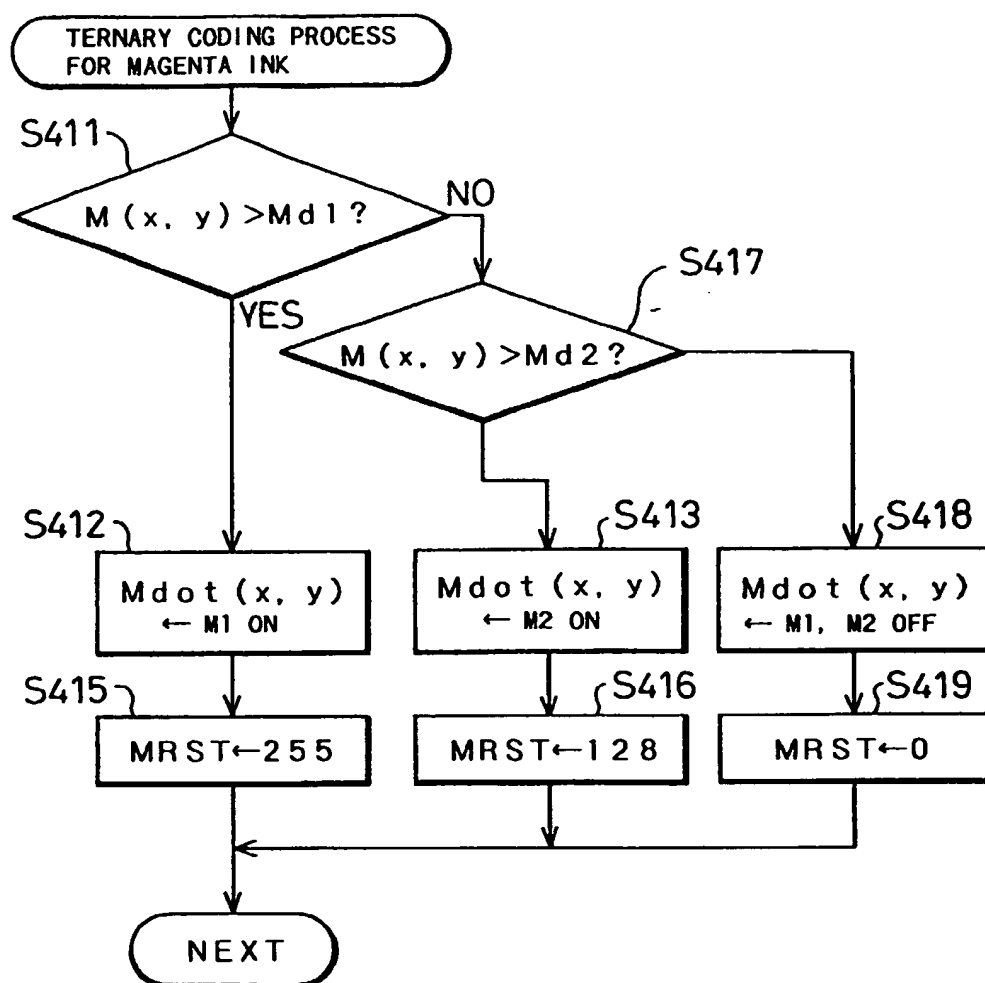 TERNARY CODING PROCESS
FOR MAGENTA INK
S411
M(x, y)>Md1?
NO
YES
S417
M(x, y)>Md2?
S412
Mdot(x, y)
← M1 ON
S413
Mdot(x, y)
← M2 ON
S418
Mdot(x, y)
← M1, M2 OFF
S415
MRST←255
S416
MRST←128
S419
MRST←0
NEXT